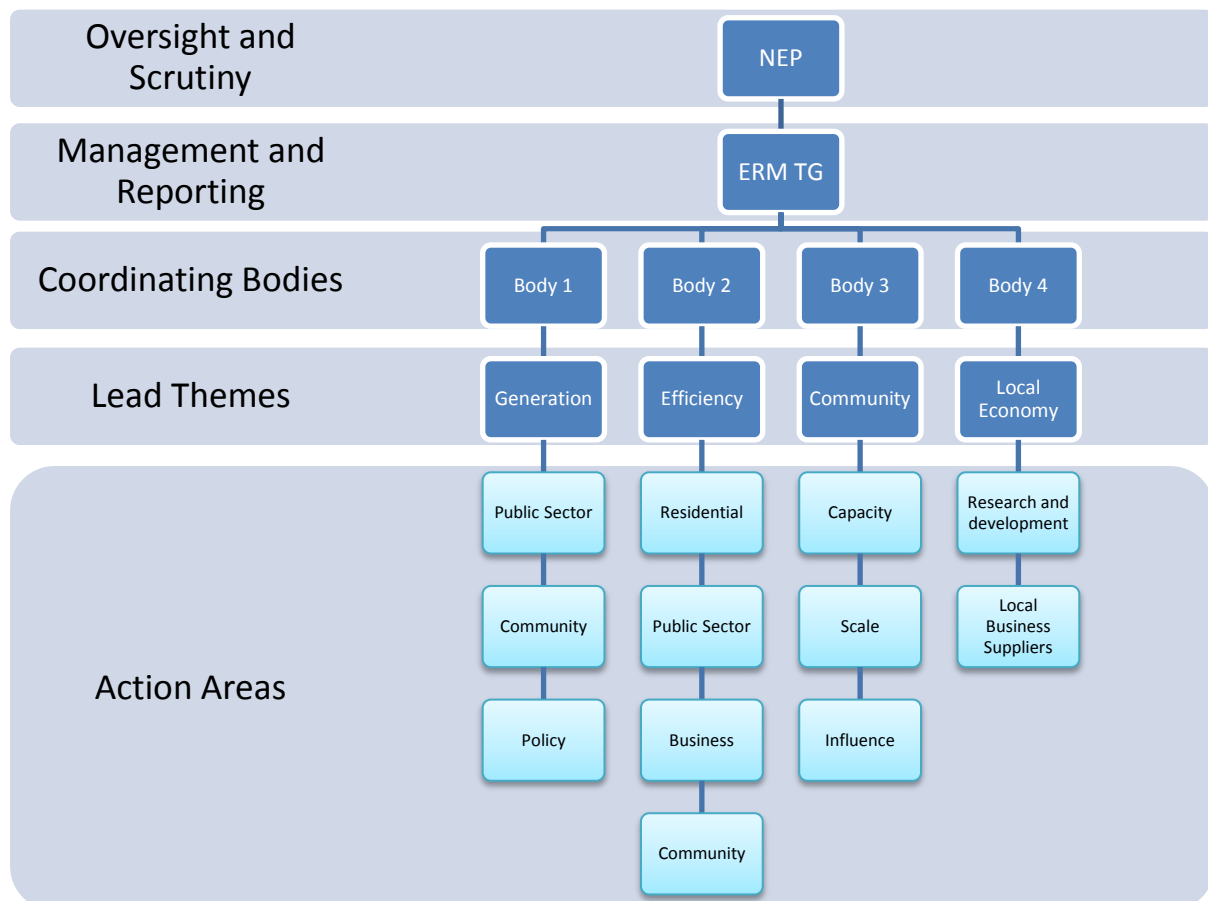 Oversight and
Scrutiny
NEP
Management and
Reporting
ERM TG
Coordinating Bodies
Body 1
Body 2
Body 3
Body 4
Lead Themes
Generation
Efficiency
Community
Local
Economy
Action Areas
Public Sector
Residential
Capacity
Research and
development
Community
Public Sector
Scale
Local
Business
Suppliers
Policy
Business
Influence
Community